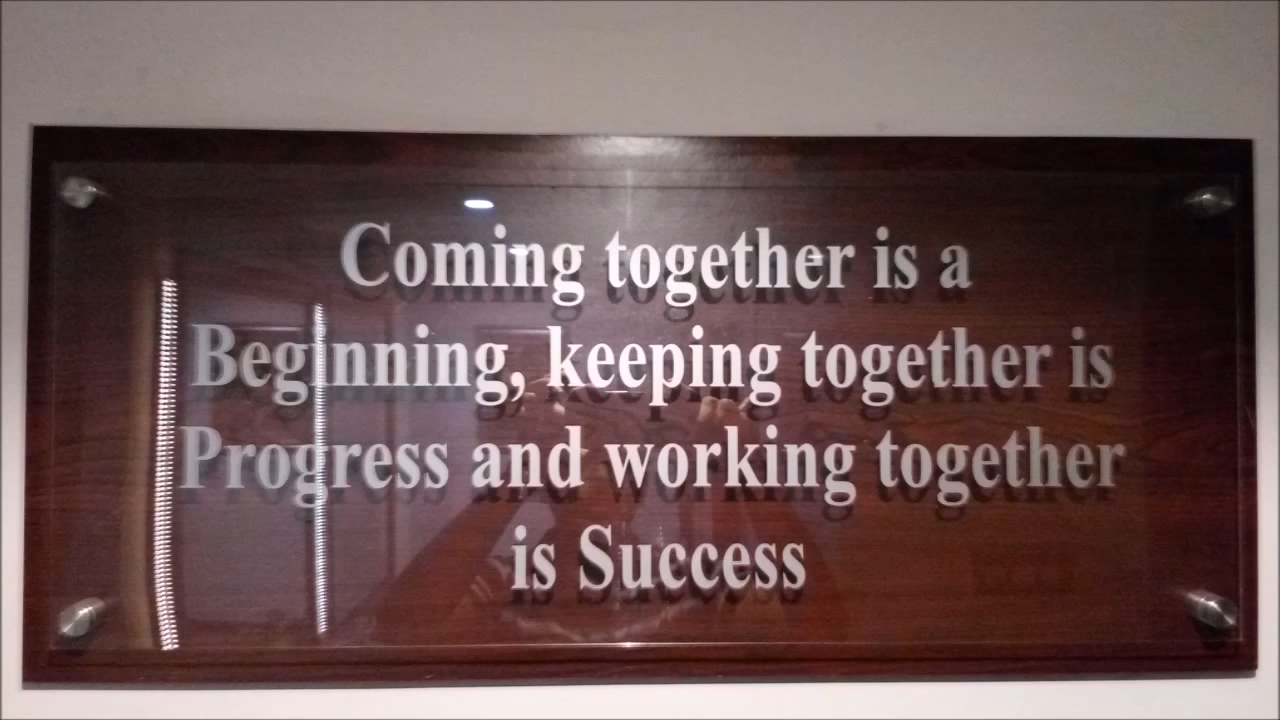 Coming together is a
Beginning, keeping together is
Progress and working together
is Success